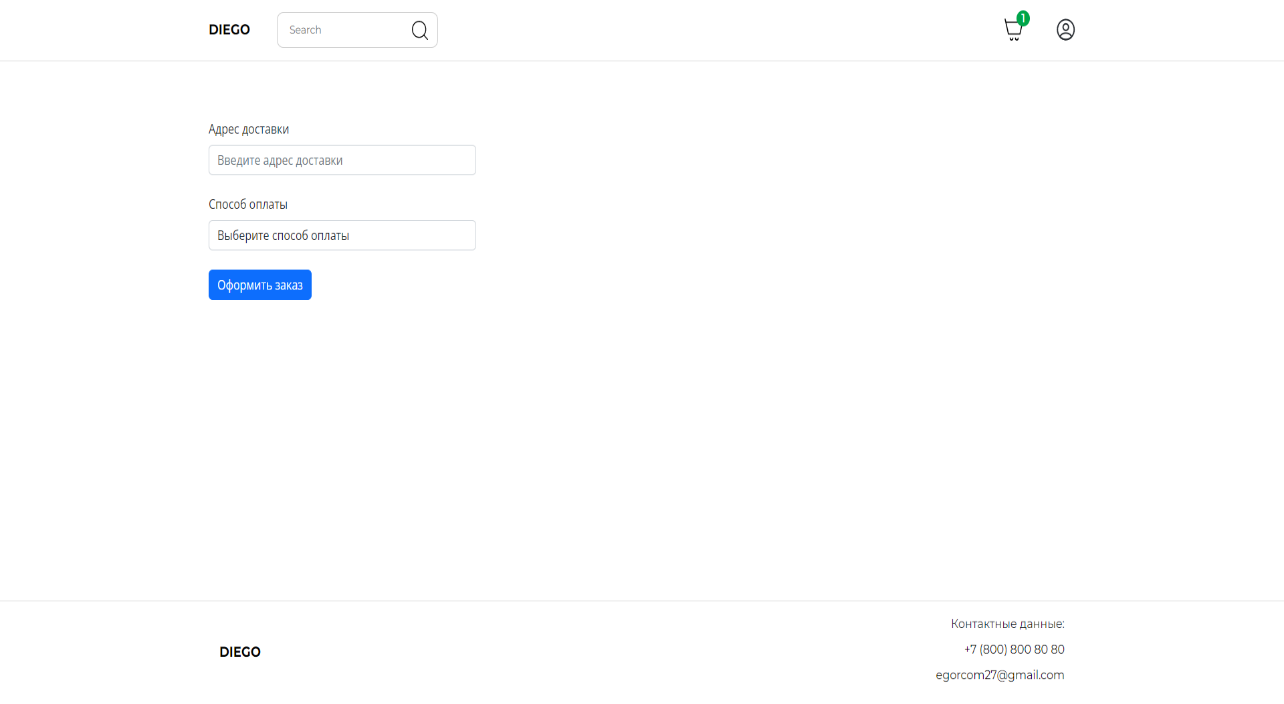 DIEGO
Search
1
Адрес доставки
Введите адрес доставки
Способ оплаты
Выберите способ оплаты
Оформить заказ
DIEGO
Контактные данные:
+7 (800) 800 80 80
egorcom27@gmail.com